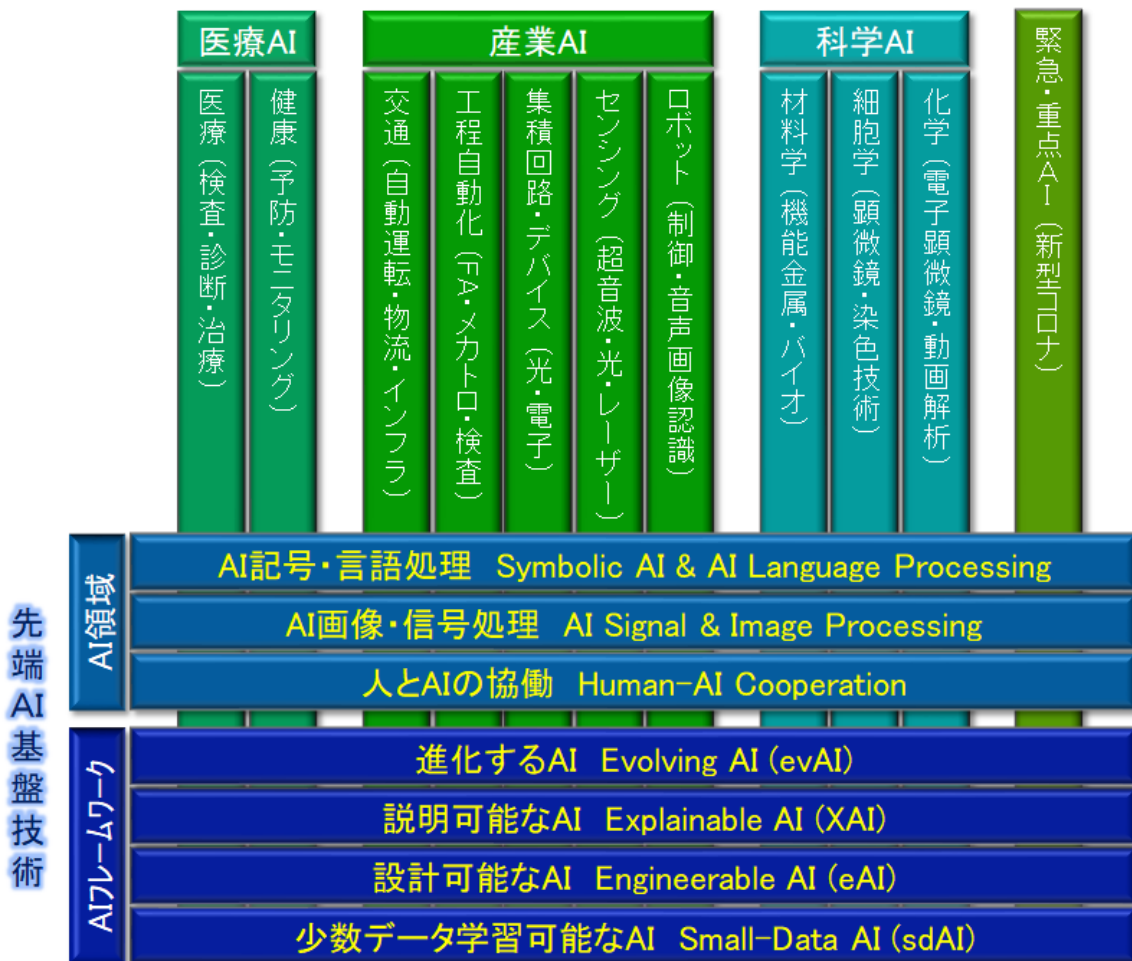 医療AI
医療（検査・診断・治療）
健康（予防・モニタリング）
産業AI
交通（自動運転・物流・インフラ）
工程自動化（FA・メカトロ・検査）
集積回路・デバイス（光・電子）
センシング（超音波・光・レーザー）
ロボット（制御・音声画像認識）
科学AI
材料学（機能金属・バイオ）
細胞学（顕微鏡・染色技術）
化学（電子顕微鏡・動画解析）
緊急・重点AI（新型コロナ）
先端AI基盤技術
AI領域
AI記号・言語処理 Symbolic AI & AI Language Processing
AI画像・信号処理 AI Signal & Image Processing
人とAIの協働 Human-AI Cooperation
AIフレームワーク
進化するAI Evolving AI (evAI)
説明可能なAI Explainable AI (XAI)
設計可能なAI Engineerable AI (eAI)
少数データ学習可能なAI Small-Data AI (sdAI)